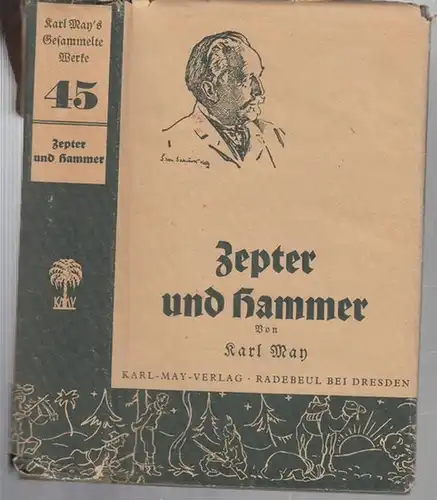 Karl May's
Gesammelte
Werke
45
Zepter
und Hammer
KMV
Zepter
und Hammer
Von
Karl May
KARL-MAY-VERLAG · RADEBEUL BEI DRESDEN